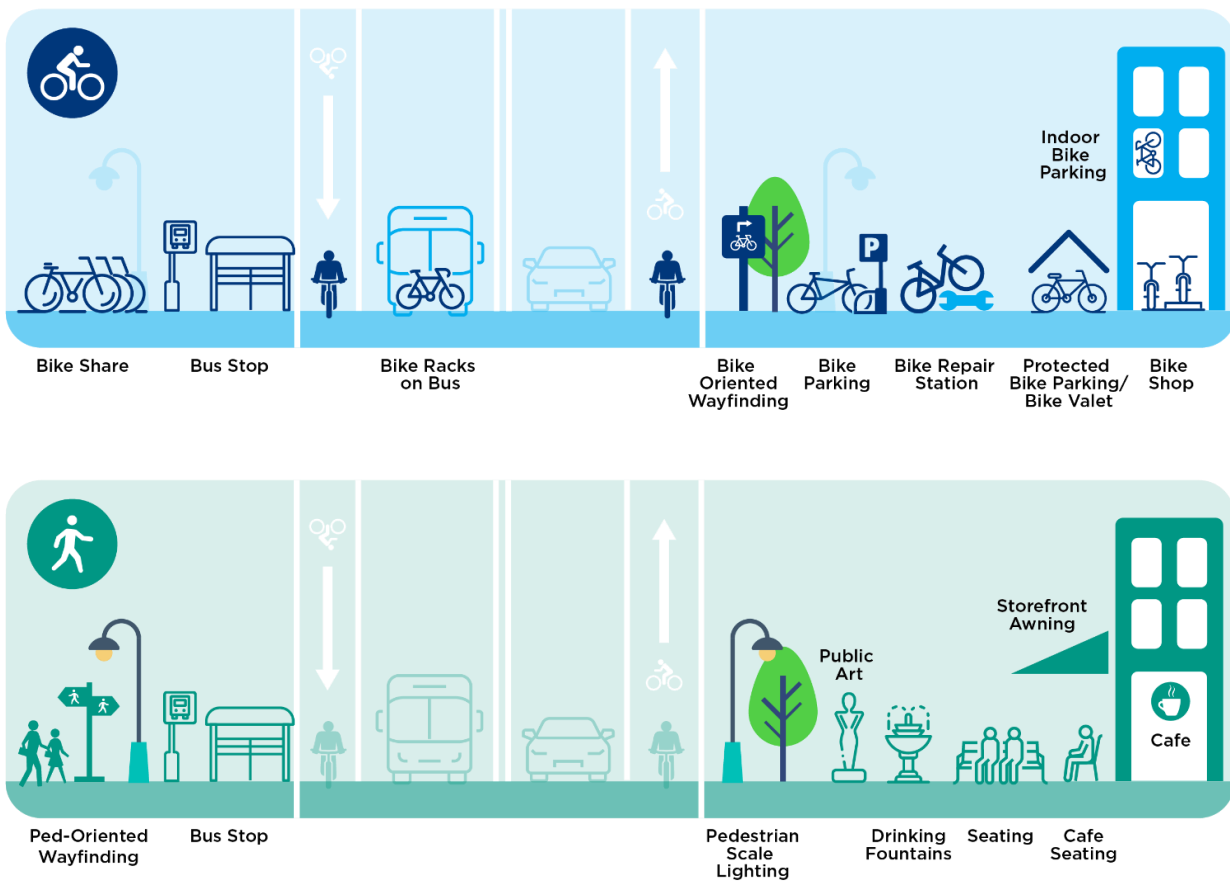 Indoor
Bike
Parking
P
Bike Share
Bus Stop
Bike Racks
on Bus
Bike
Oriented
Wayfinding
Bike
Parking
Bike Repair
Station
Protected
Bike Parking/
Bike Valet
Bike
Shop
Storefront
Awning
Public
Art
Cafe
Ped-Oriented
Wayfinding
Bus Stop
Pedestrian
Scale
Lighting
Drinking
Fountains
Seating
Cafe
Seating